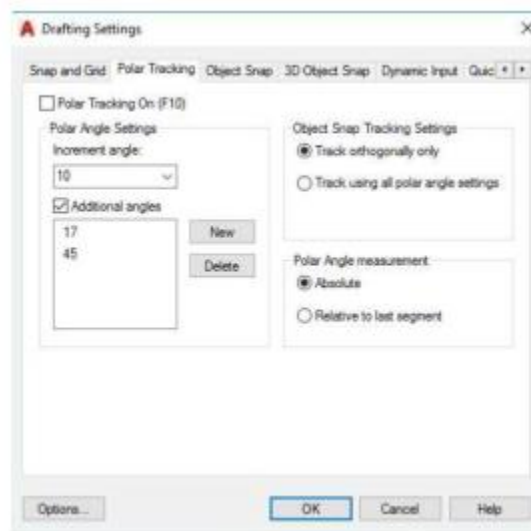 Drafting Settings
Snap and Grid Polar Tracking Object Snap 3D Object Snap Dynamic Input Quic
Polar Tracking On (F10)
Polar Angle Settings
Increment angle:
10
Additional angles
17
45
New
Delete
Object Snap Tracking Settings
Track orthogonally only
Track using all polar angle settings
Polar Angle measurement
Absolute
Relative to last segment
Options... OK Cancel Help